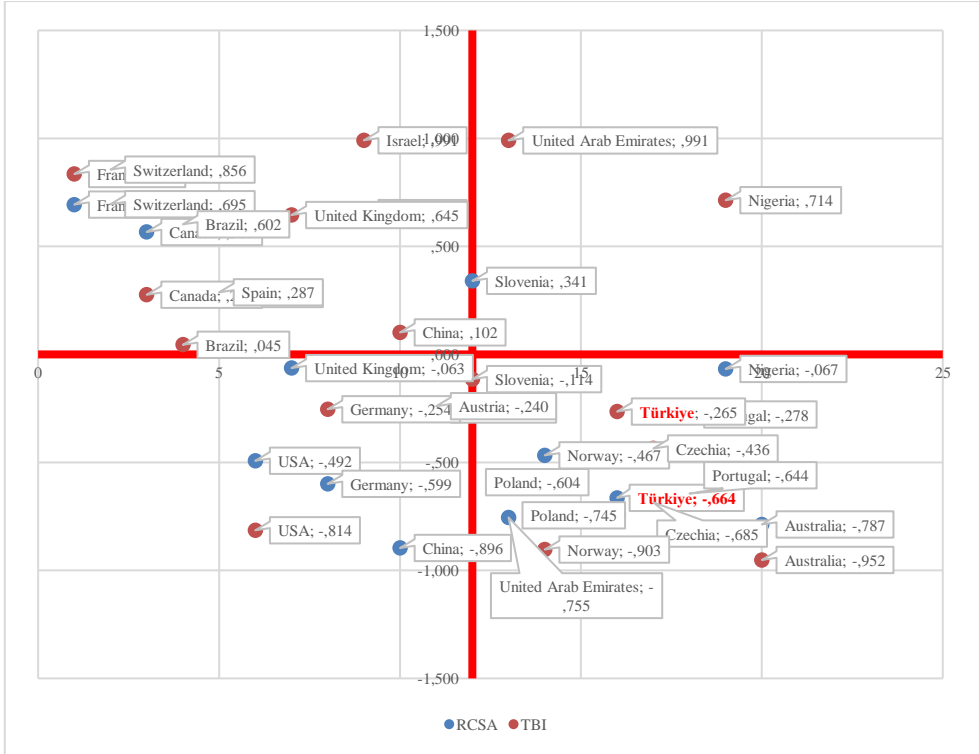 1,500
Israel; ,991
1,000
United Arab Emirates; ,991
Switzerland; ,856
Nigeria; ,714
Switzerland; ,695
United Kingdom; ,645
Brazil; ,602
,500
Slovenia; ,341
Canada; ,2
Spain; ,287
China; ,102
Brazil; ,045
,000
0
10
15
20
25
United Kingdom; -,063
Nigeria; -,067
Slovenia; -,114
Germany; -,254
Austria; -,240
Türkiye; -,265
-,278
Czechia; -,436
USA; -,492
-,500
Norway; -,467
Portugal; -,644
Germany; -,599
Poland; -,604
Türkiye; -,664
Poland; -,745
Czechia; -,685
Australia; -,787
USA; -,814
China; -,896
Norway; -,903
Australia; -,952
-1,000
United Arab Emirates; -
,755
-1,500
RCSA TBI